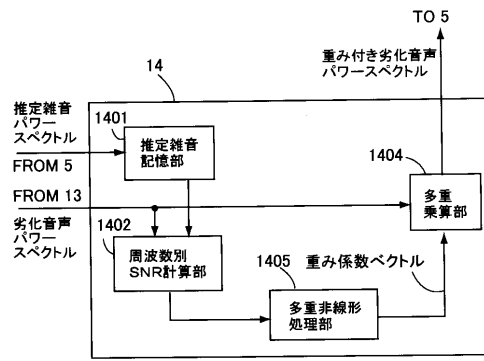 TO 5
重み付き劣化音声
パワースペクトル
14
推定雑音
パワー
スペクトル
FROM 5
1401
推定雑音
記憶部
1404
多重
乗算部
FROM 13
劣化音声
パワー
スペクトル
1402
周波数別
SNR計算部
1405
多重非線形
処理部
重み係数ベクトル